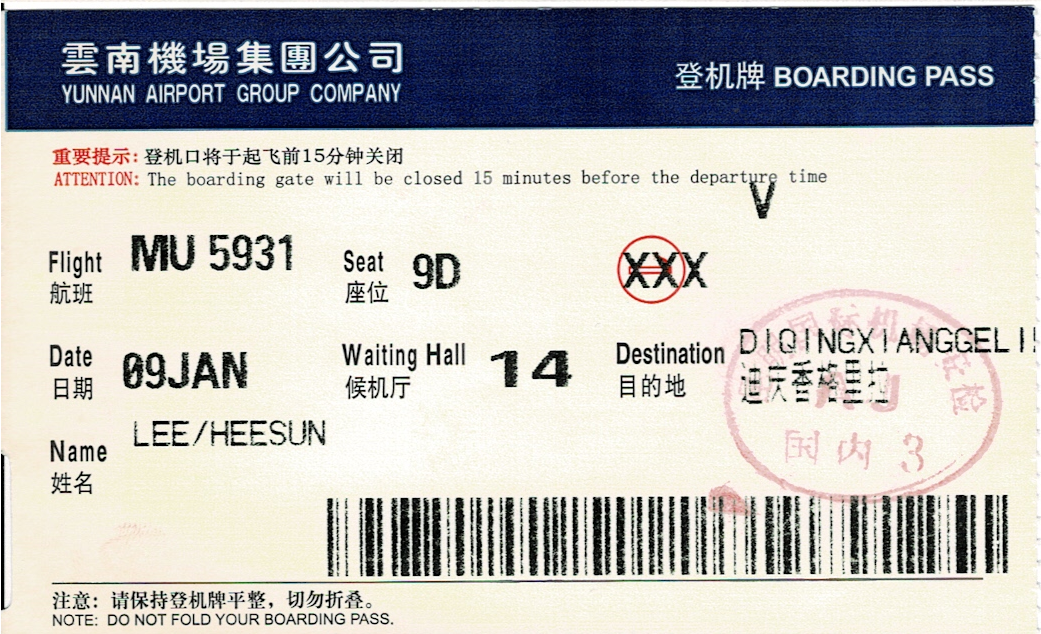 雲南機場集團公司
YUNNAN AIRPORT GROUP COMPANY
登机牌 BOARDING PASS
重要提示: 登机口将于起飞前15分钟关闭
ATTENTION: The boarding gate will be closed 15 minutes before the departure time
V
Flight MU 5931 Seat 9D XXX
航班 座位
Date 09JAN Waiting Hall 14 Destination DIQINGXIANGGELI
日期 候机厅 目的地 迪庆香格里拉
Name LEE/HEESUN
姓名
国内 3
注意: 请保持登机牌平整，切勿折叠。
NOTE: DO NOT FOLD YOUR BOARDING PASS.